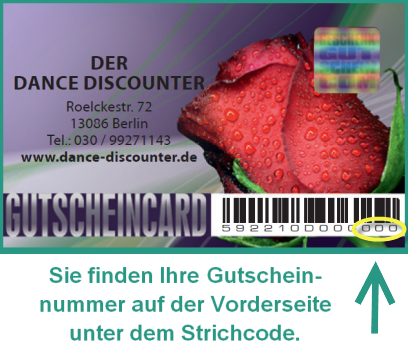 DER
DANCE DISCOUNTER
Roelckestr. 72
13086 Berlin
Tel.: 030 / 99271143
www.dance-discounter.de
GUTSCHEINCARD
592210D0000000
Sie finden Ihre Gutschein-
nummer auf der Vorderseite
unter dem Strichcode.